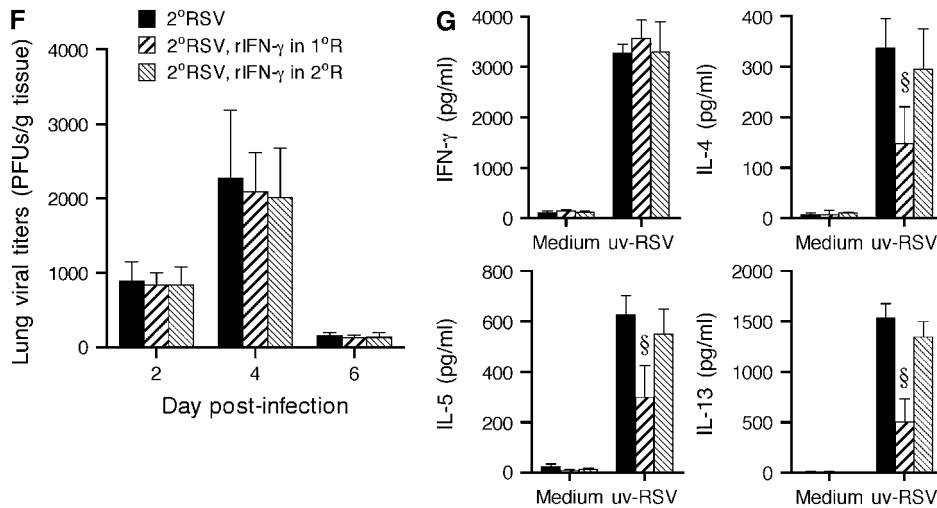 F
2°RSV
2°RSV, rIFN-γ in 1°R
2°RSV, rIFN-γ in 2°R
Lung viral titers (PFUs/g tissue)
4000
3000
2000
1000
0
2 4 6
Day post-infection
G
IFN-γ (pg/ml)
4000
3000
2000
1000
0
Medium uv-RSV
IL-4 (pg/ml)
400
300
200
100
0
§
Medium uv-RSV
IL-5 (pg/ml)
800
600
400
200
0
§
Medium uv-RSV
IL-13 (pg/ml)
2000
1500
1000
500
0
§
Medium uv-RSV